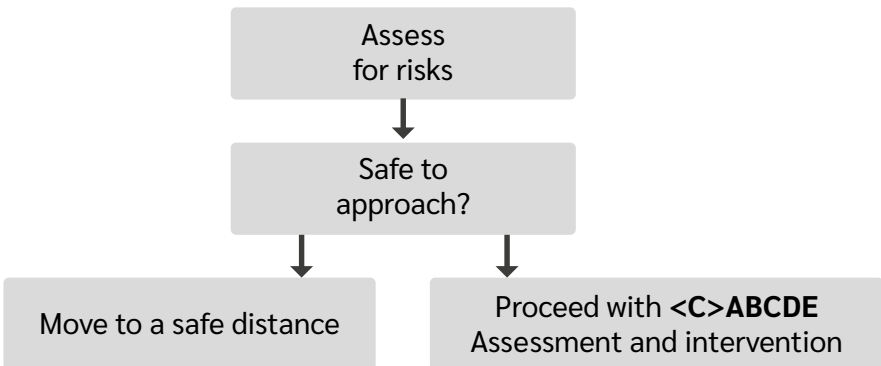 Assess
for risks
Safe to
approach?
Move to a safe distance
Proceed with <C>ABCDE
Assessment and intervention